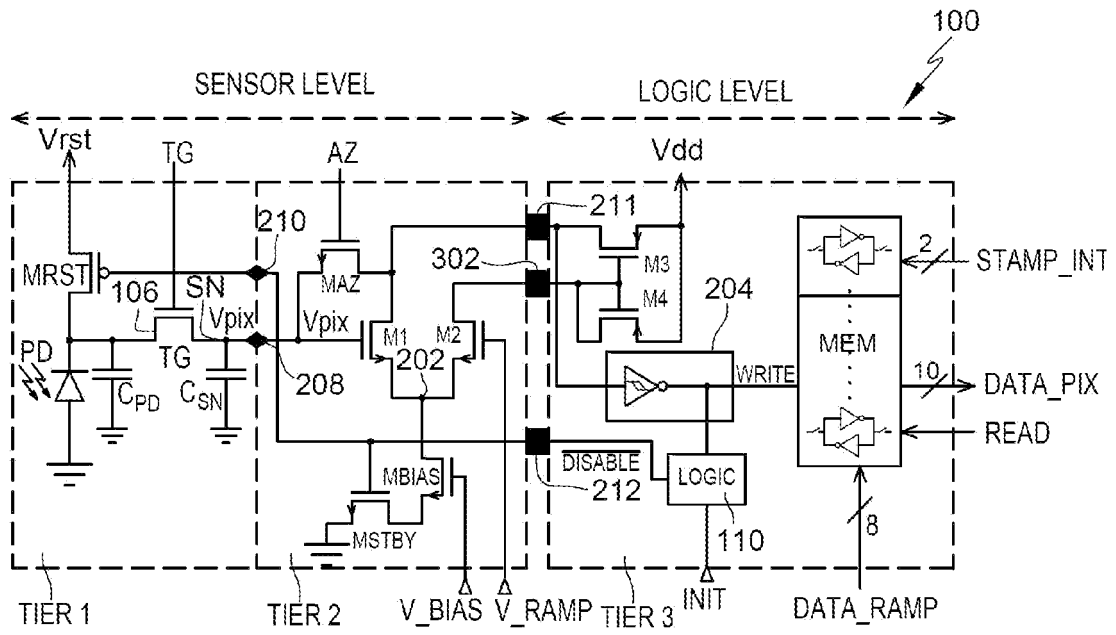 100
SENSOR LEVEL
LOGIC LEVEL
Vrst
TG
AZ
Vdd
210
211
302
MRST
SN
MAZ
M3
M4
204
2
STAMP_INT
106
Vpix
Vpix
M1
M2
PD
TG
202
MEM
WRITE
208
CPD
CSN
10
DATA_PIX
READ
DISABLE
LOGIC
MBIAS
212
110
8
MSTBY
TIER 1
TIER 2
V_BIAS
V_RAMP
TIER 3
INIT
DATA_RAMP